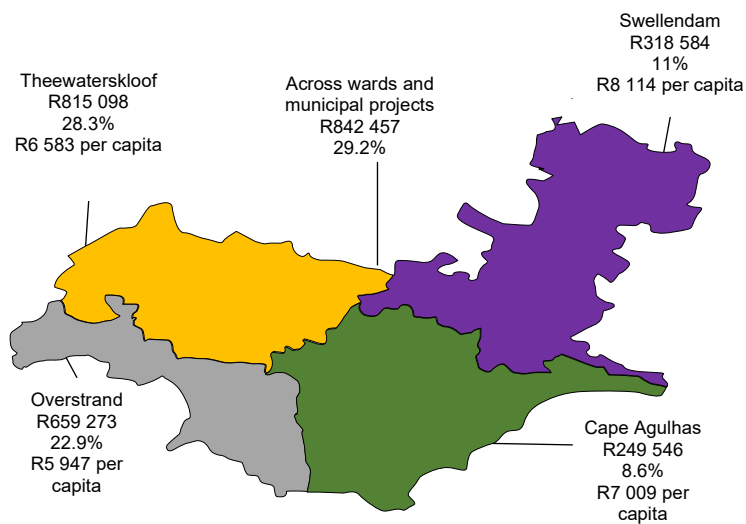 Swellendam
R318 584
11%
R8 114 per capita
Theewaterskloof
R815 098
28.3%
R6 583 per capita
Across wards and
municipal projects
R842 457
29.2%
Overstrand
R659 273
22.9%
R5 947 per
capita
Cape Agulhas
R249 546
8.6%
R7 009 per
capita